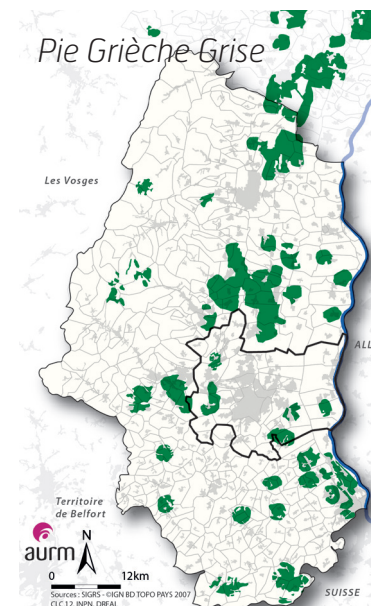 Pie Grièche Grise
Les Vosges
ALL
Territoire
de Belfort
N
aurm
0 12km
SUISSE
Sources : SIGRS - ©IGN BD TOPO PAYS 2007
CLC 12, INPN, DREAL